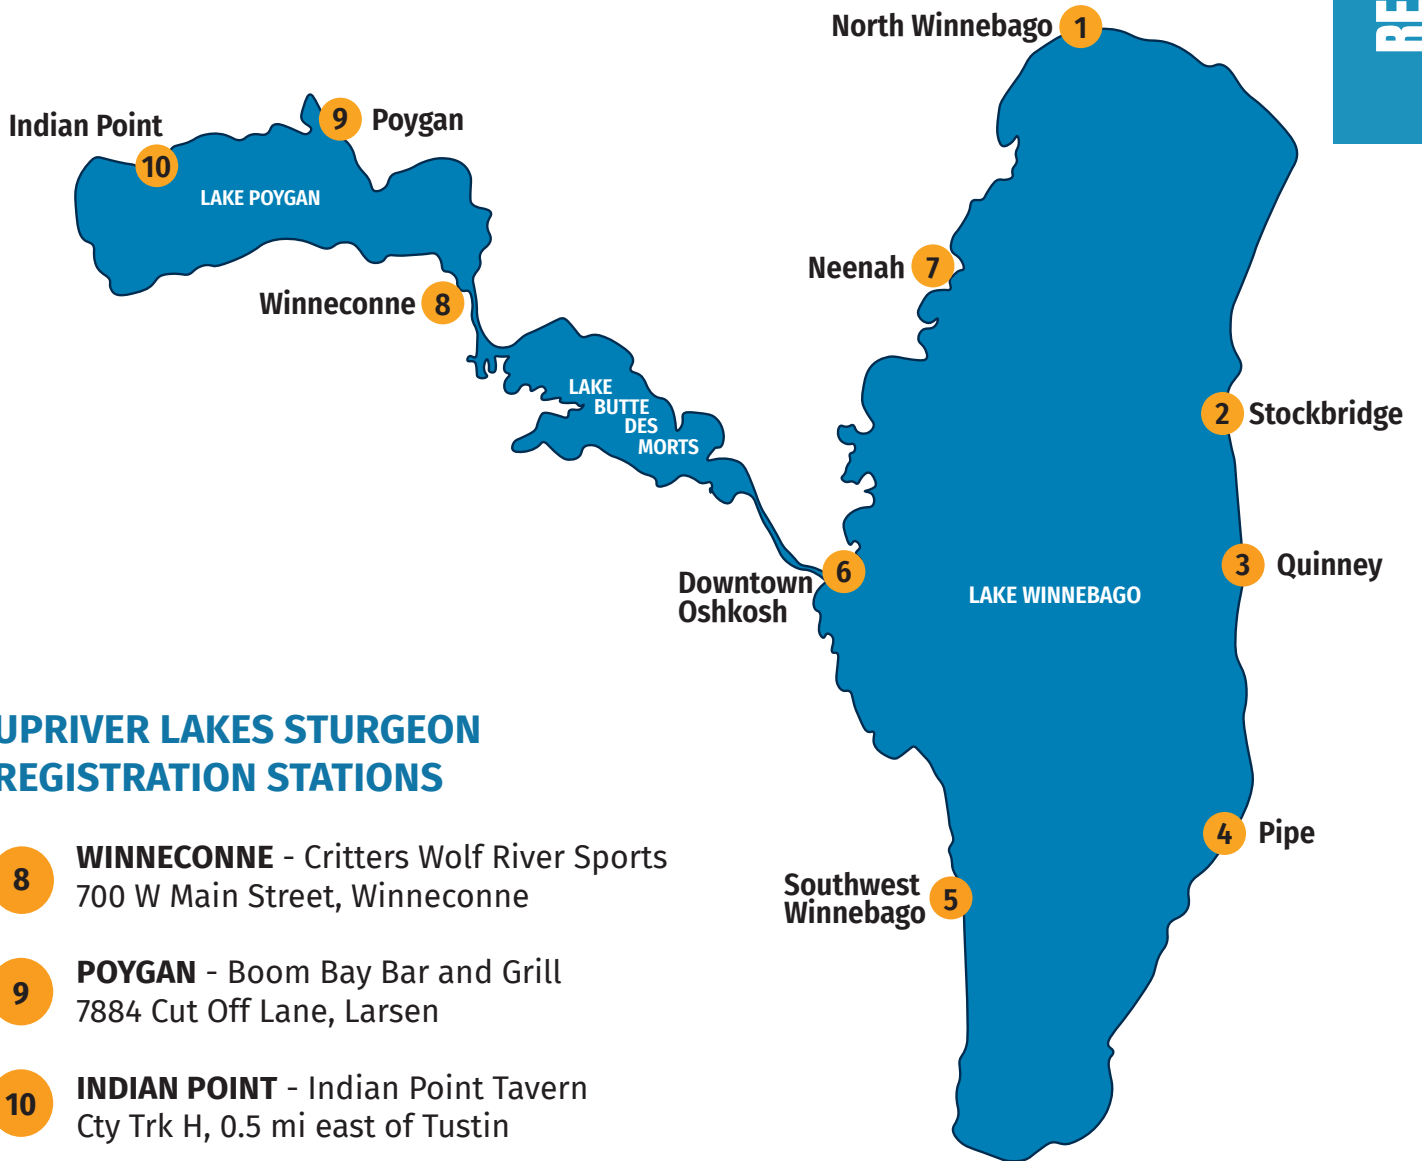 RE
North Winnebago 1
Indian Point
10
9 Poygan
LAKE POYGAN
Neenah 7
Winneconne 8
LAKE
BUTTE
DES
MORTS
2 Stockbridge
3 Quinney
6
Downtown
Oshkosh
LAKE WINNEBAGO
4 Pipe
Southwest
Winnebago
5
UPRIVER LAKES STURGEON
REGISTRATION STATIONS
8
WINNECONNE - Critters Wolf River Sports
700 W Main Street, Winneconne
9
POYGAN - Boom Bay Bar and Grill
7884 Cut Off Lane, Larsen
10
INDIAN POINT - Indian Point Tavern
Cty Trk H, 0.5 mi east of Tustin